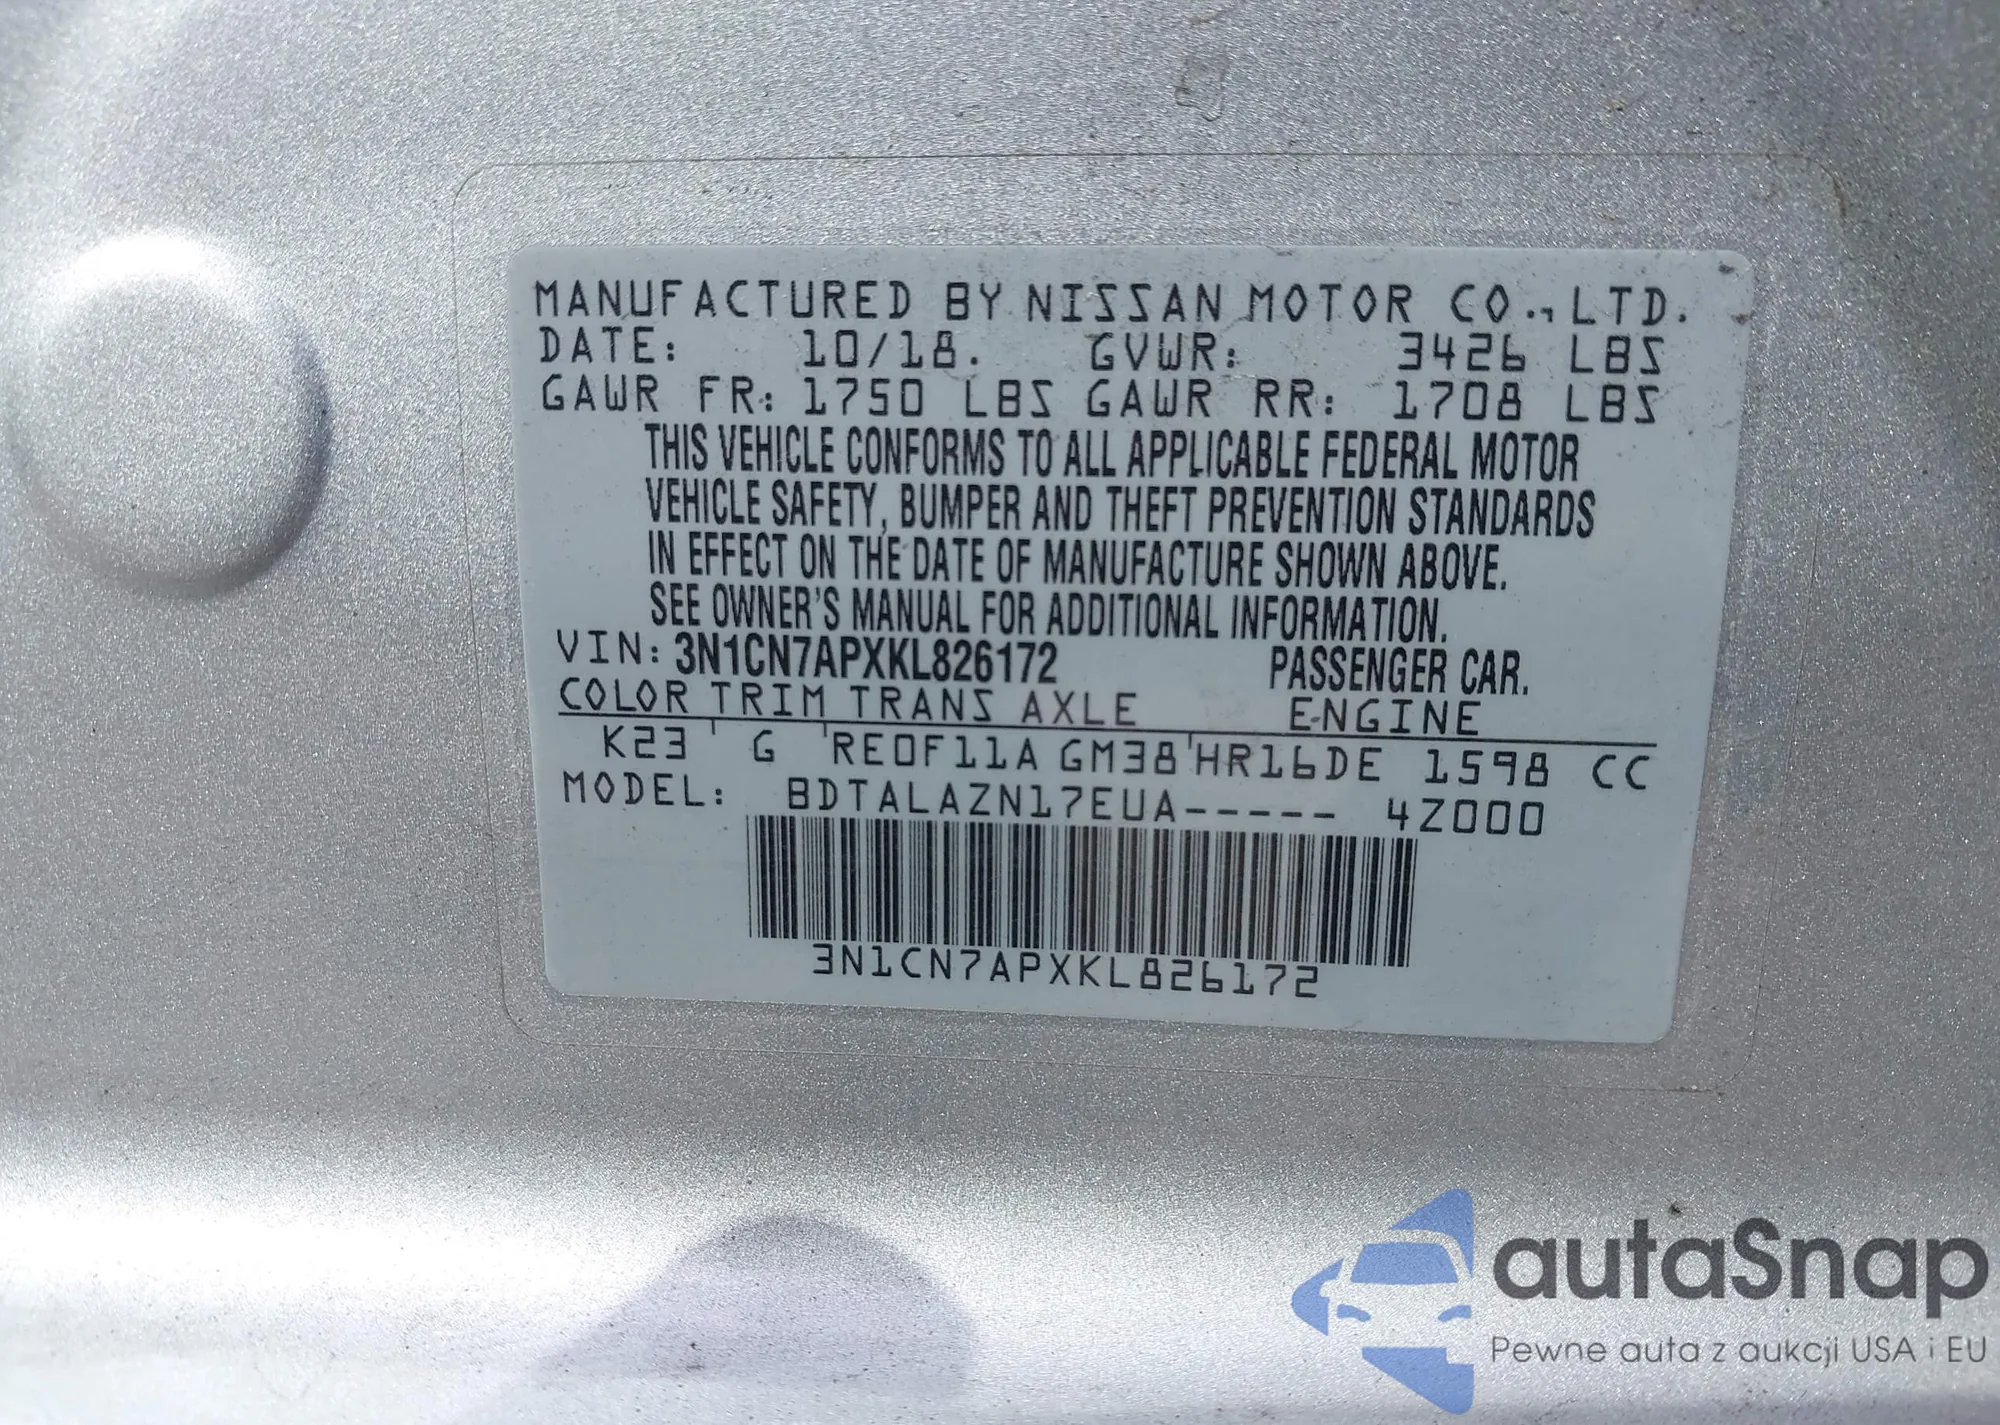 MANUFACTURED BY NISSAN MOTOR CO., LTD.
DATE: 10/18. GVWR: 3426 LBS
GAWR FR: 1750 LBS GAWR RR: 1708 LBS
THIS VEHICLE CONFORMS TO ALL APPLICABLE FEDERAL MOTOR
VEHICLE SAFETY, BUMPER AND THEFT PREVENTION STANDARDS
IN EFFECT ON THE DATE OF MANUFACTURE SHOWN ABOVE.
SEE OWNER'S MANUAL FOR ADDITIONAL INFORMATION.
VIN: 3N1CN7APXKL826172 PASSENGER CAR.
COLOR TRIM TRANS AXLE ENGINE
K23 G RE0F11A GM38 HR16DE 1598 CC
MODEL: BDTALAZN17EUA----- 4Z000
3N1CN7APXKL826172
autaSnap
Pewne auta z aukcji USA i EU